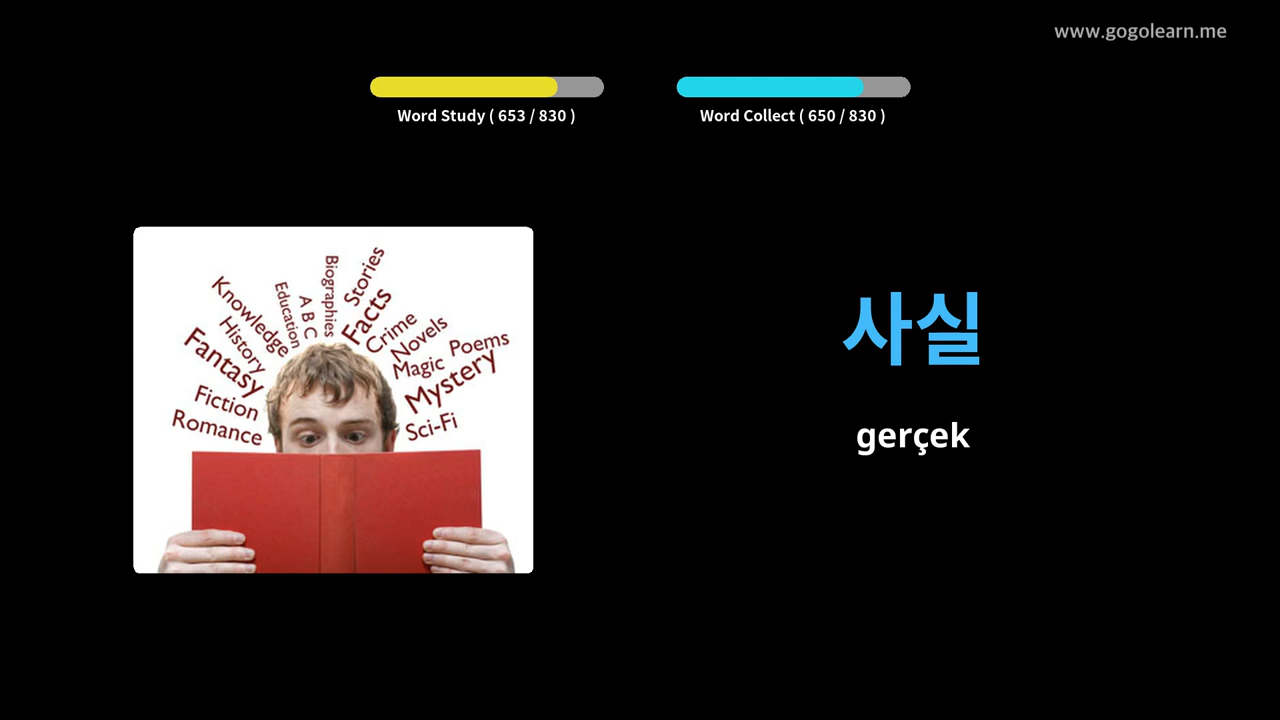 www.gogolearn.me
Word Study ( 653 / 830 )
Word Collect ( 650 / 830 )
Biographies
Stories
Education
A B C
Facts
Knowledge
Crime
History
Novels
Fantasy
Magic
Poems
Mystery
Fiction
Romance
Sci-Fi
사실
gerçek